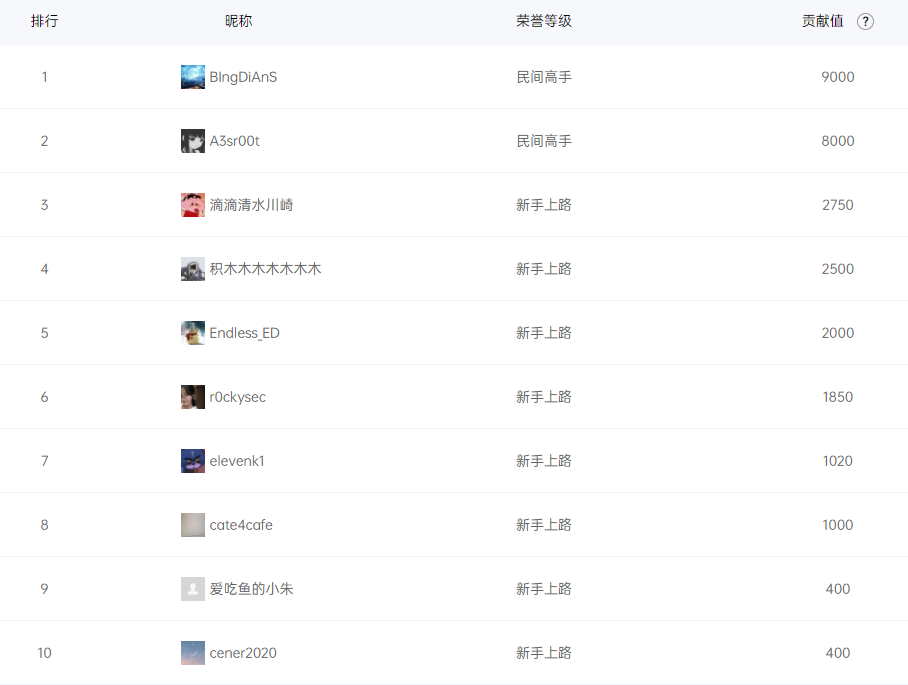 排行 昵称 荣誉等级 贡献值 ?
1 BIngDiAnS 民间高手 9000
2 A3sr00t 民间高手 8000
3 滴滴清水川崎 新手上路 2750
4 积木木木木木木木 新手上路 2500
5 Endless_ED 新手上路 2000
6 r0ckysec 新手上路 1850
7 elevenk1 新手上路 1020
8 cate4cafe 新手上路 1000
9 爱吃鱼的小朱 新手上路 400
10 cener2020 新手上路 400